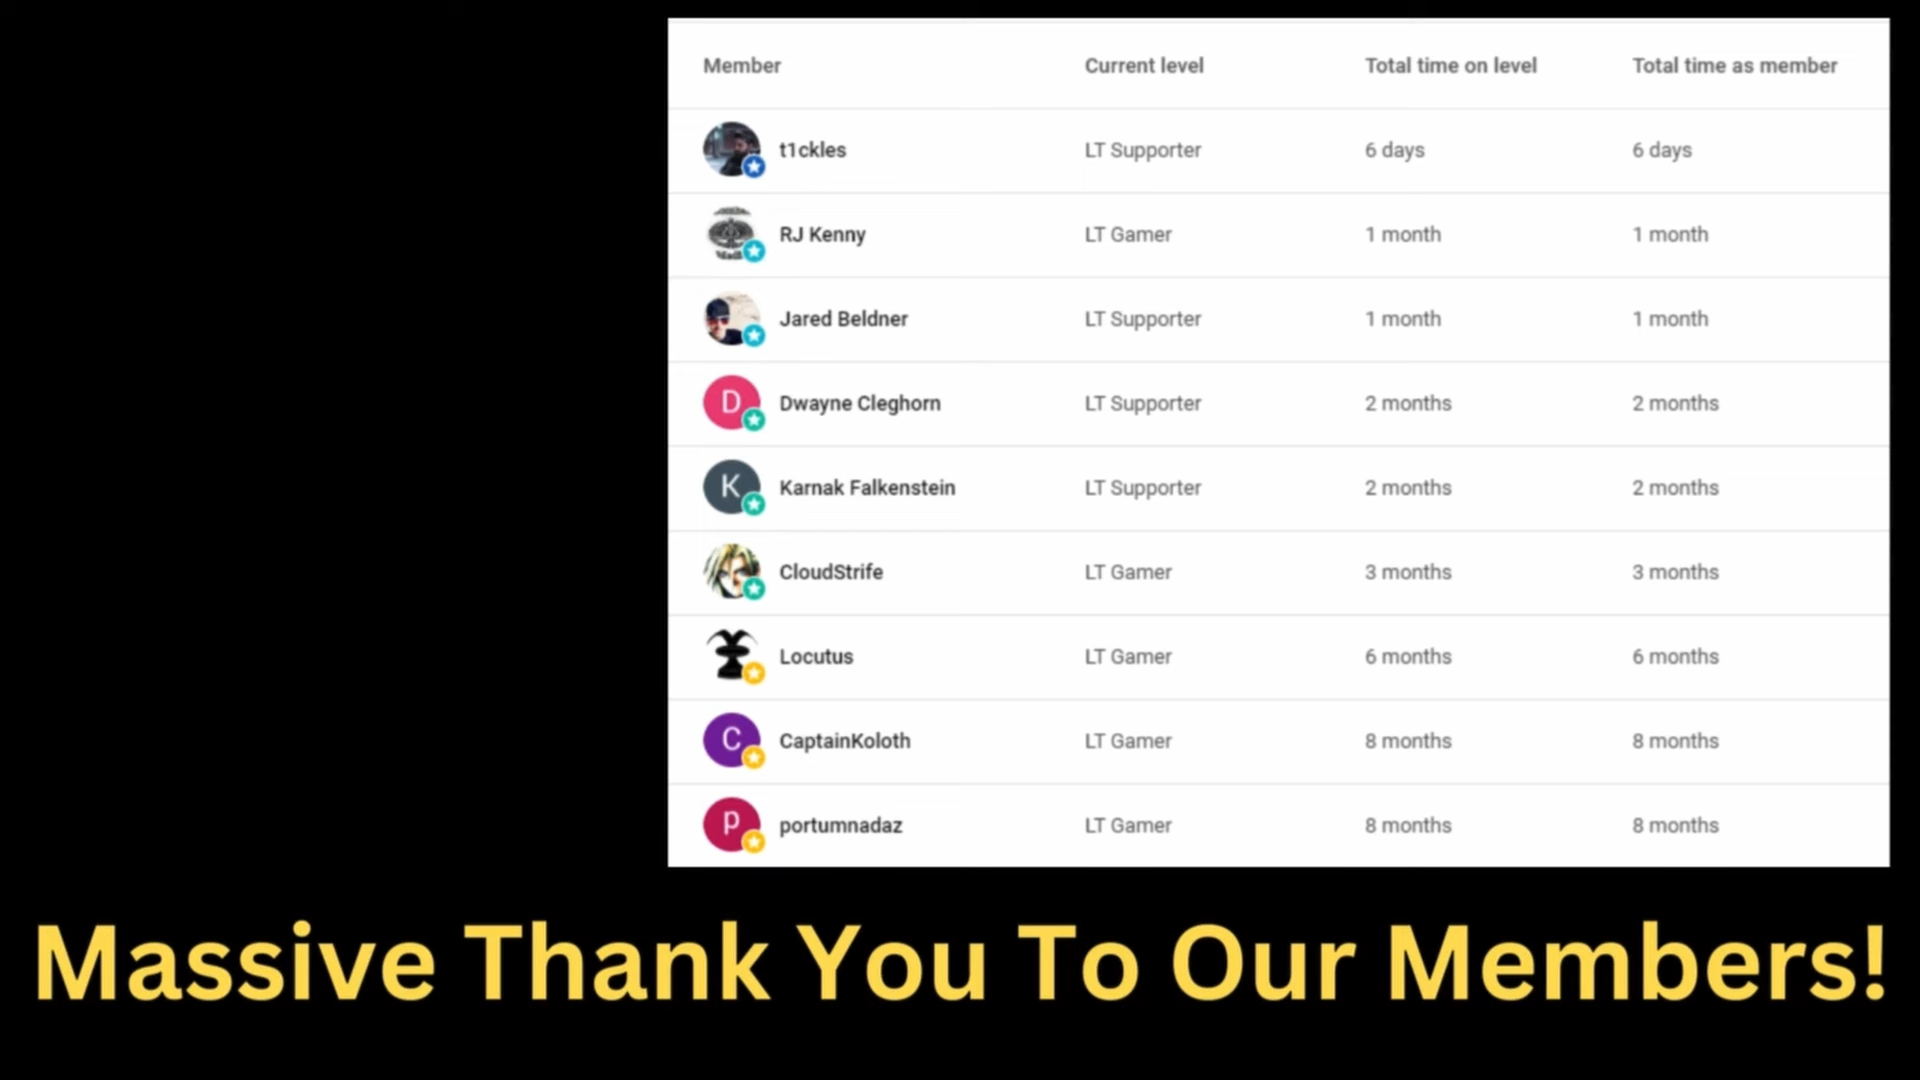 Member Current level Total time on level Total time as member
t1ckles LT Supporter 6 days 6 days
RJ Kenny LT Gamer 1 month 1 month
Jared Beldner LT Supporter 1 month 1 month
D Dwayne Cleghorn LT Supporter 2 months 2 months
K Karnak Falkenstein LT Supporter 2 months 2 months
CloudStrife LT Gamer 3 months 3 months
Locutus LT Gamer 6 months 6 months
C CaptainKoloth LT Gamer 8 months 8 months
p portumnadaz LT Gamer 8 months 8 months
Massive Thank You To Our Members!